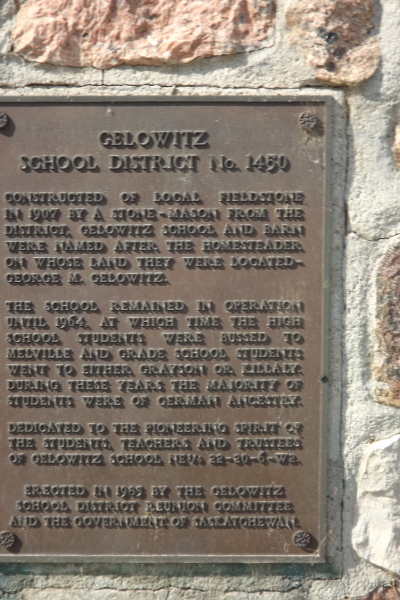 GELOWITZ
SCHOOL DISTRICT No. 1450
CONSTRUCTED OF LOCAL FIELDSTONE
IN 1907 BY A STONE-MASON FROM THE
DISTRICT, GELOWITZ SCHOOL AND BARN
WERE NAMED AFTER THE HOMESTEADER
ON WHOSE LAND THEY WERE LOCATED-
GEORGE M. GELOWITZ.
THE SCHOOL REMAINED IN OPERATION
UNTIL 1964, AT WHICH TIME THE HIGH
SCHOOL STUDENTS WERE BUSSED TO
MELVILLE AND GRADE SCHOOL STUDENTS
WENT TO EITHER GRAYSON OR KILLALY.
DURING THESE YEARS THE MAJORITY OF
STUDENTS WERE OF GERMAN ANCESTRY.
DEDICATED TO THE PIONEERING SPIRIT OF
THE STUDENTS, TEACHERS AND TRUSTEES
OF GELOWITZ SCHOOL NE1/4 22-20-6-W2.
ERECTED IN BY THE GELOWITZ
SCHOOL DISTRICT REUNION COMMITTEE
AND THE GOVERNMENT OF SASKATCHEWAN.